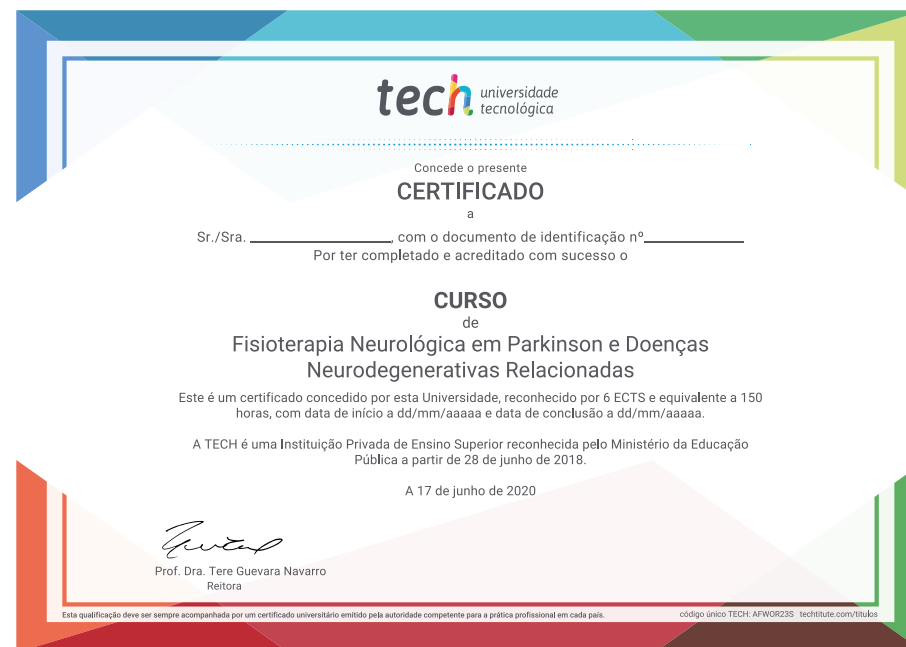 tech universidade
tecnológica
Concede o presente
CERTIFICADO
a
Sr./Sra. ________________, com o documento de identificação nº____________
Por ter completado e acreditado com sucesso o
CURSO
de
Fisioterapia Neurológica em Parkinson e Doenças
Neurodegenerativas Relacionadas
Este é um certificado concedido por esta Universidade, reconhecido por 6 ECTS e equivalente a 150
horas, com data de início a dd/mm/aaaaa e data de conclusão a dd/mm/aaaaa.
A TECH é uma Instituição Privada de Ensino Superior reconhecida pelo Ministério da Educação
Pública a partir de 28 de junho de 2018.
A 17 de junho de 2020
Prof. Dra. Tere Guevara Navarro
Reitora
Esta qualificação deve ser sempre acompanhada por um certificado universitário emitido pela autoridade competente para a prática profissional em cada país.
código único TECH: AFWOR23S techtitute.com/titulos